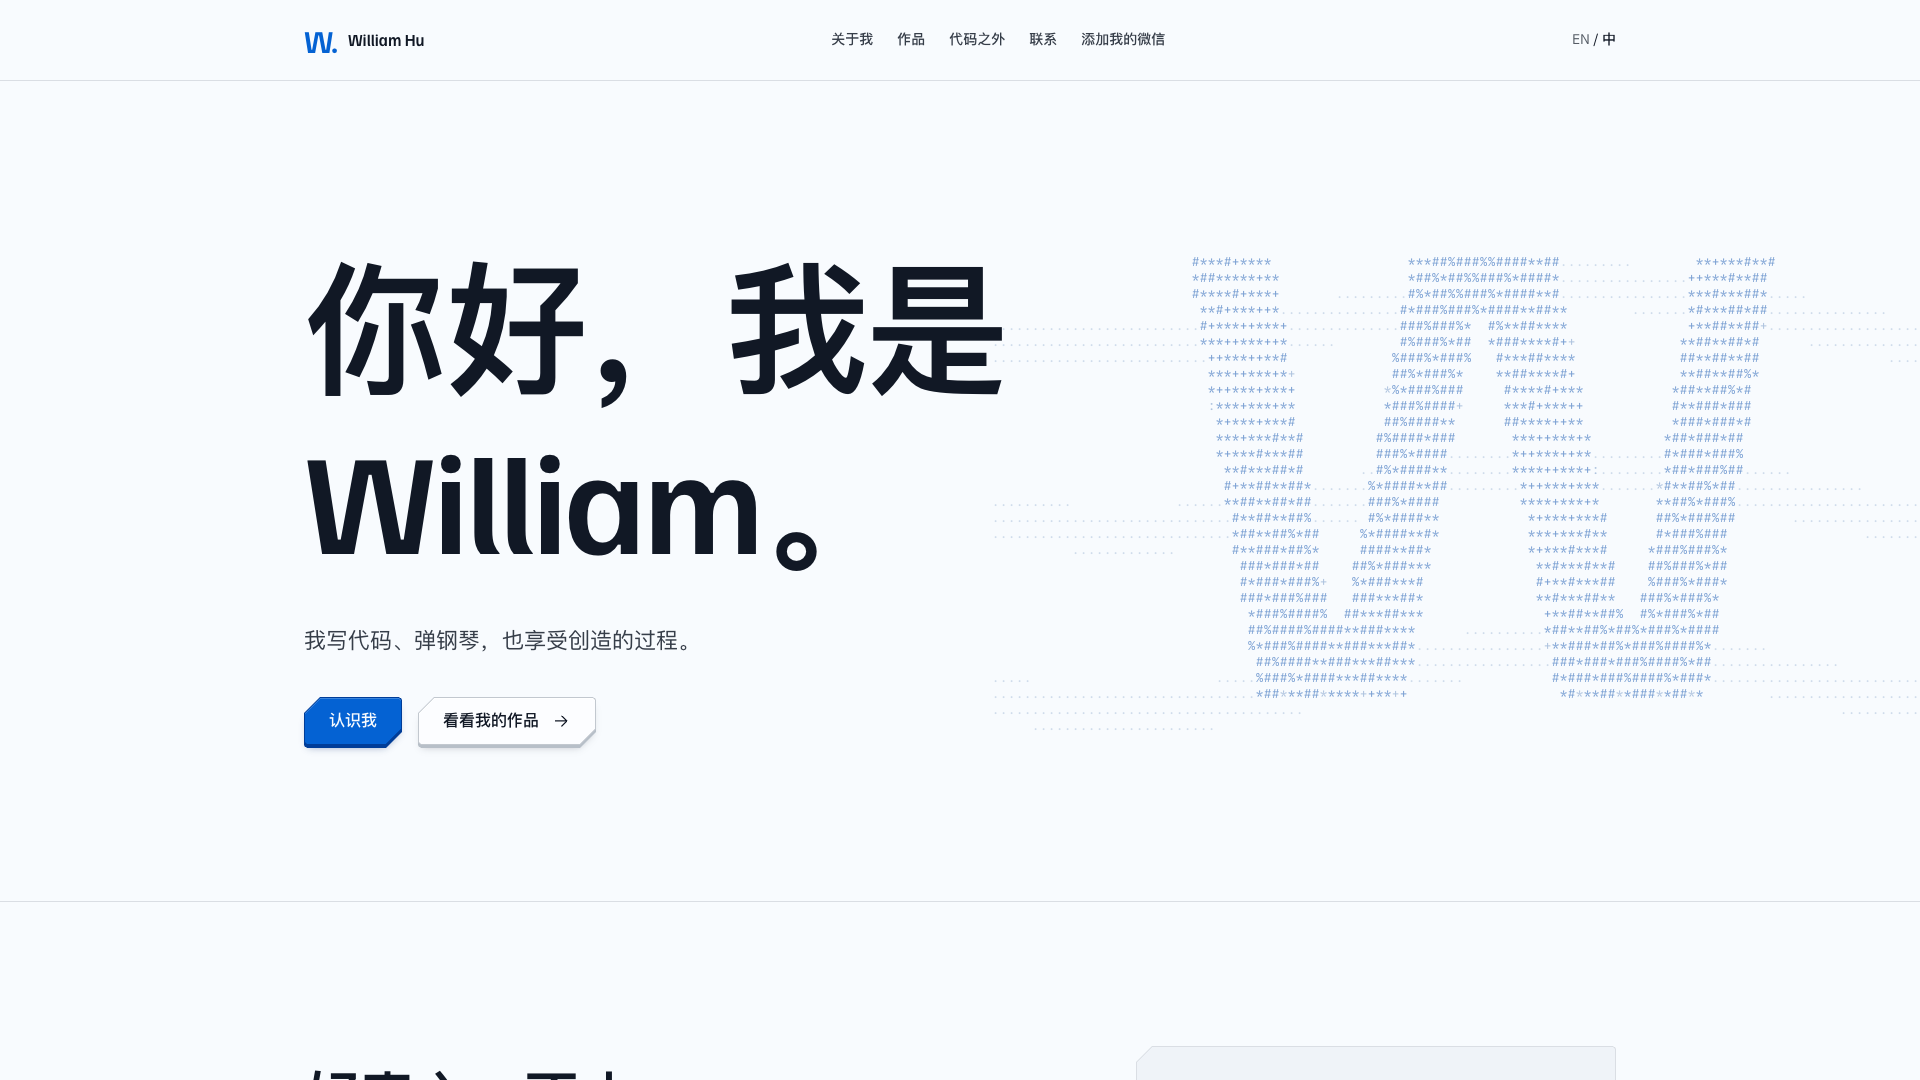 W. William Hu
关于我 作品 代码之外 联系 添加我的微信
EN / 中
你好，我是
William。
我写代码、弹钢琴，也享受创造的过程。
认识我
看看我的作品 →